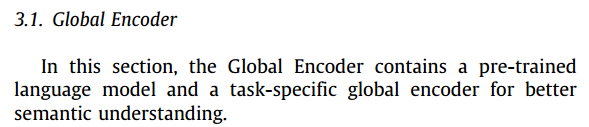 3.1. Global Encoder
In this section, the Global Encoder contains a pre-trained
language model and a task-specific global encoder for better
semantic understanding.